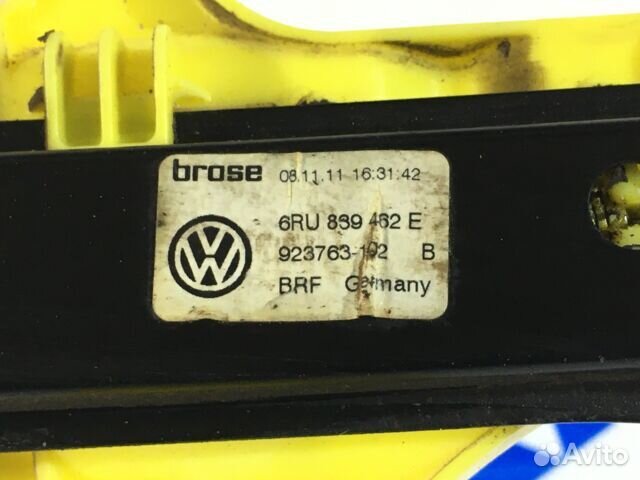 brose 08.11.11 16:31:42
6RU 839 462 E
923763-102 B
BRF Germany
Avito